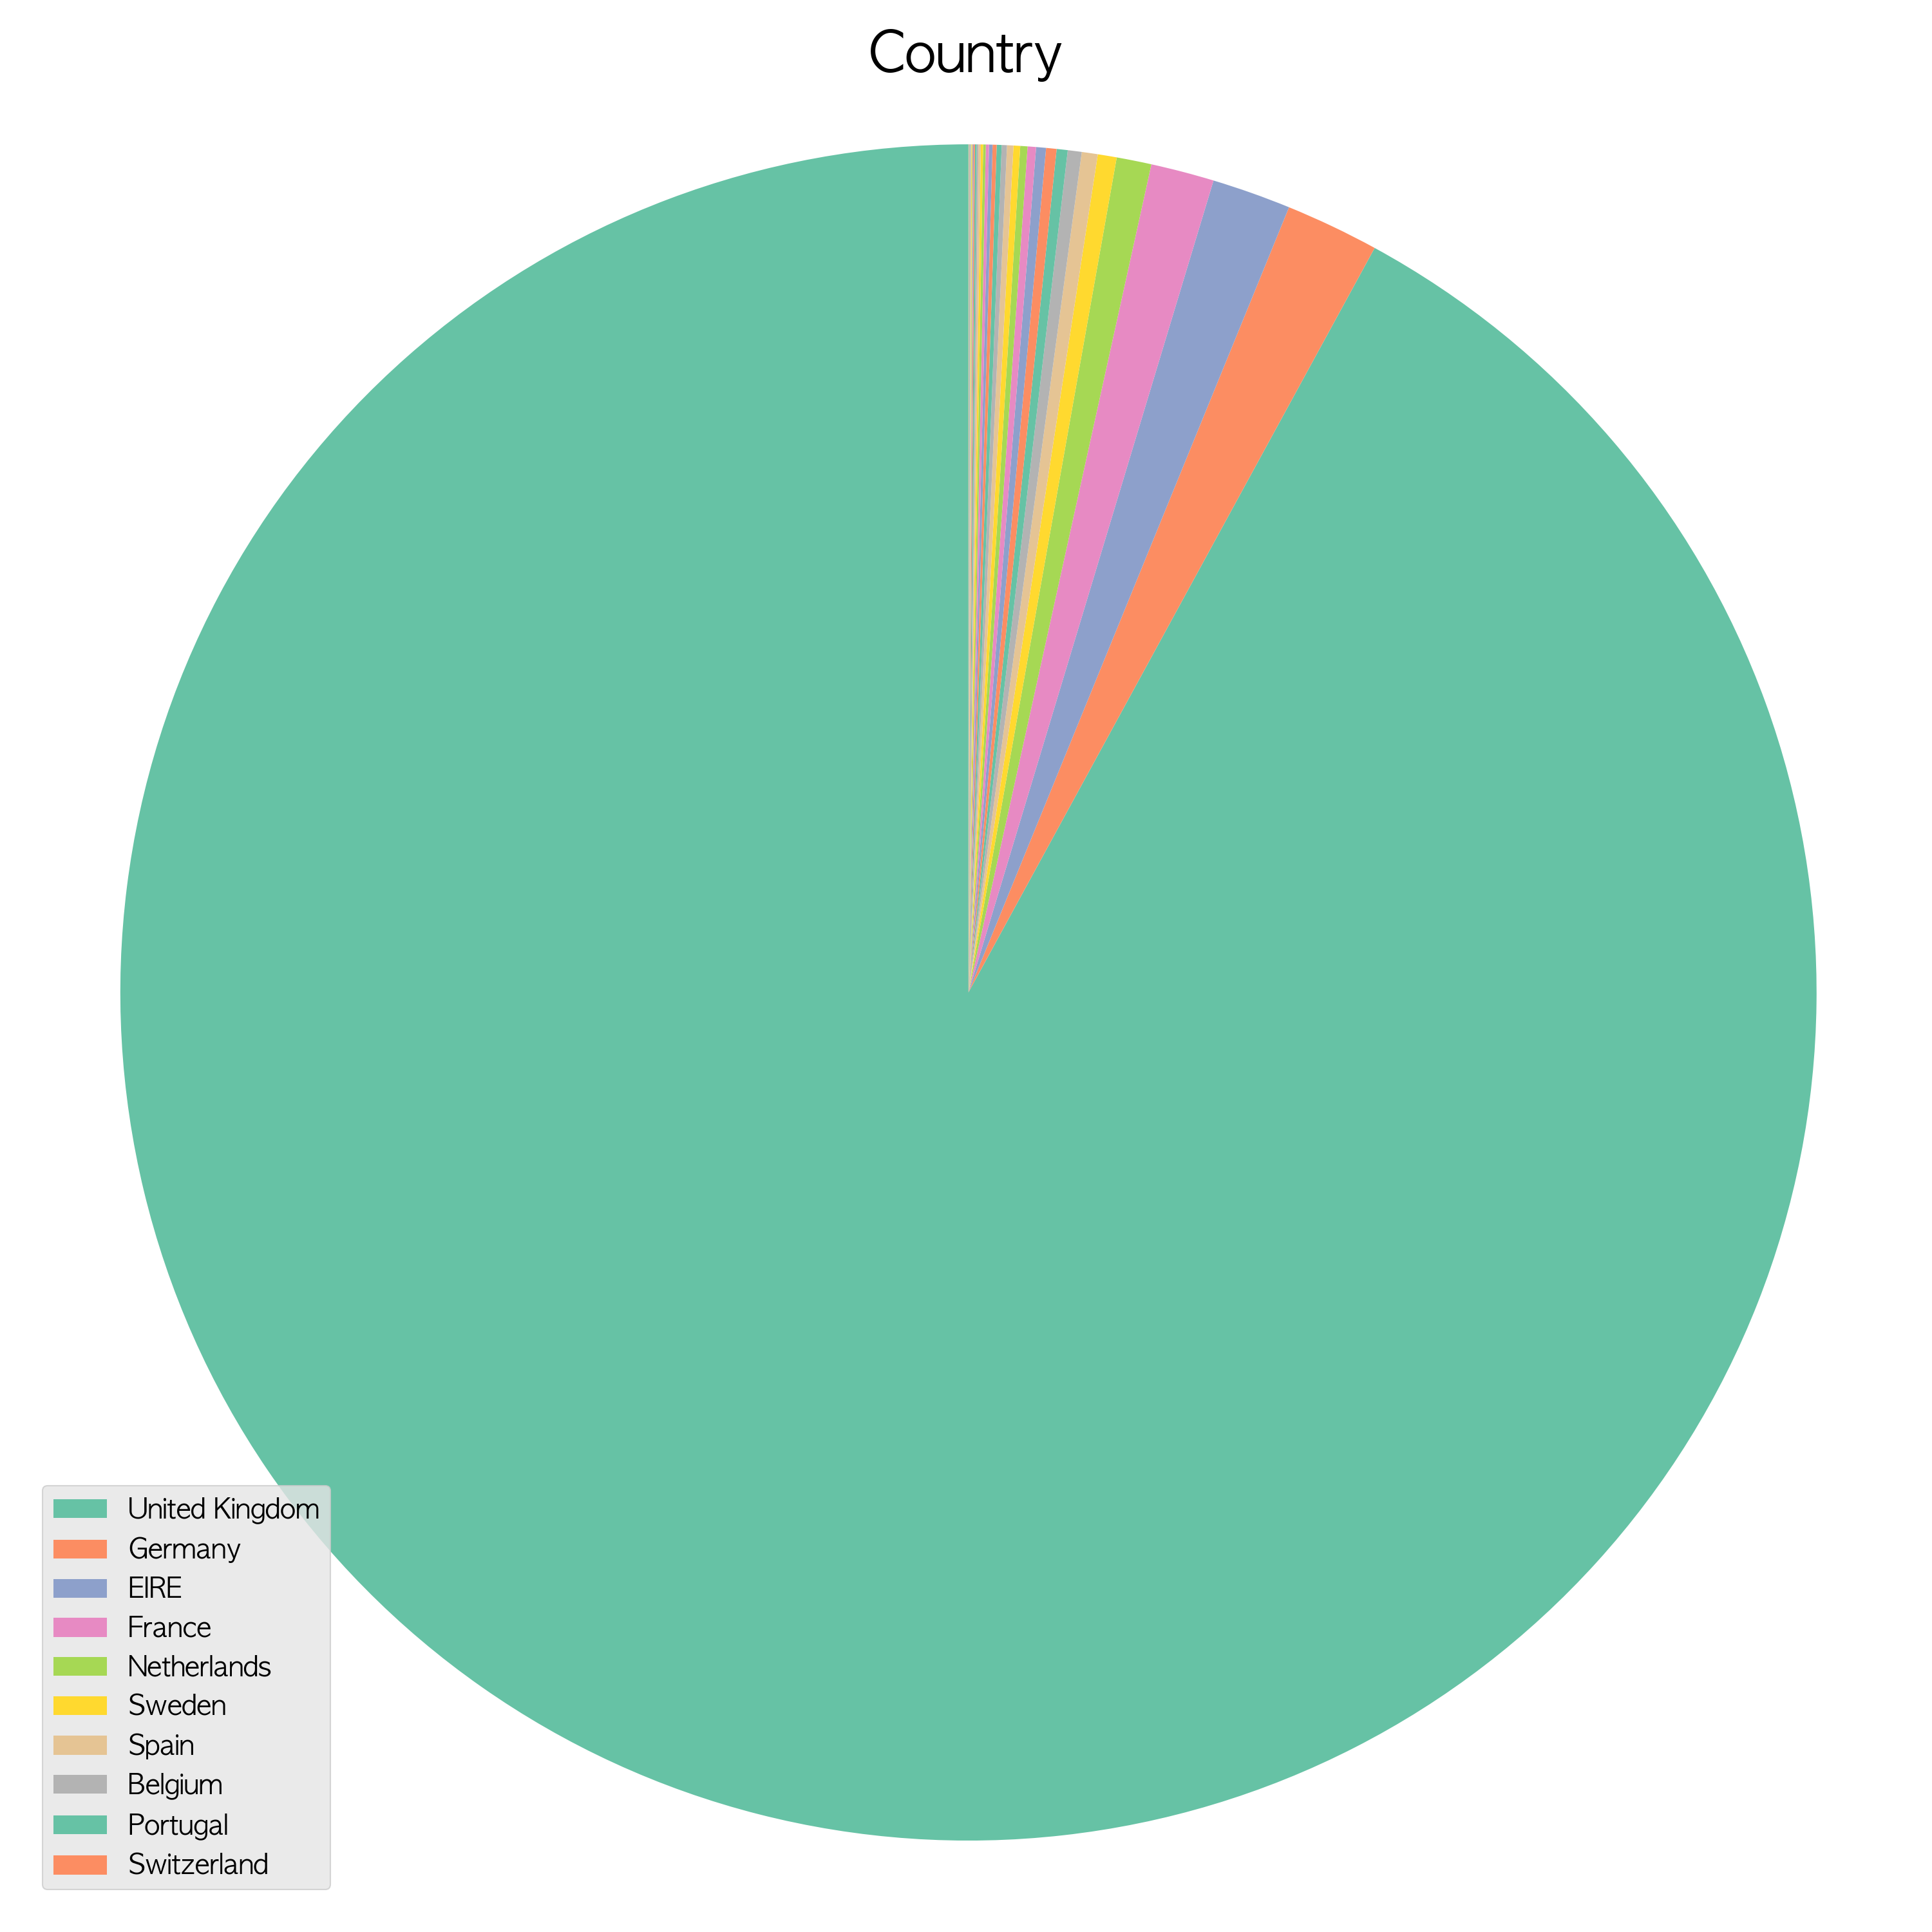 Country
United Kingdom
Germany
EIRE
France
Netherlands
Sweden
Spain
Belgium
Portugal
Switzerland